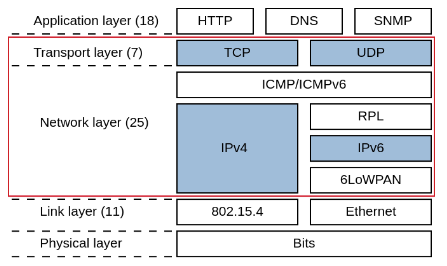 Application layer (18) HTTP DNS SNMP
Transport layer (7) TCP UDP
ICMP/ICMPv6
Network layer (25) IPv4 RPL
IPv6
6LoWPAN
Link layer (11) 802.15.4 Ethernet
Physical layer Bits